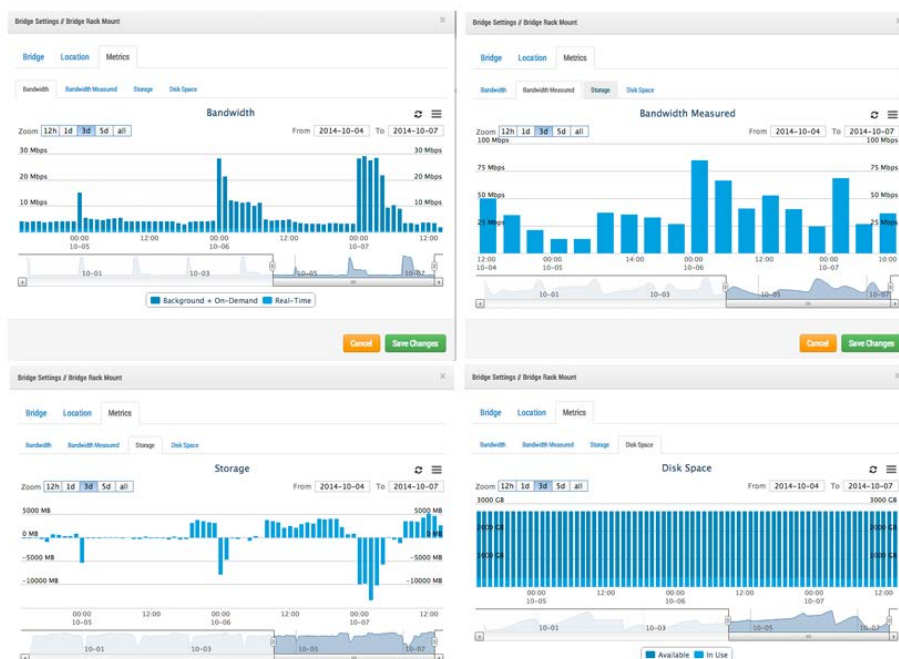 Bridge Settings // Bridge Rack Mount
Bridge Location Metrics
Bandwidth Bandwidth Measured Storage Disk Space
Bandwidth
Zoom 12h 1d 3d 5d all From 2014-10-04 To 2014-10-07
30 Mbps 30 Mbps
20 Mbps 20 Mbps
10 Mbps 10 Mbps
00:00 12:00 00:00 12:00 00:00 12:00
10-05 10-06 10-07
10-01 10-03 10-05 10-07
Background + On-Demand Real-Time
Cancel Save Changes
Bridge Settings // Bridge Rack Mount
Bridge Location Metrics
Bandwidth Bandwidth Measured Storage Disk Space
Bandwidth Measured
Zoom 12h 1d 3d 5d all From 2014-10-04 To 2014-10-07
100 Mbps 100 Mbps
75 Mbps 75 Mbps
50 Mbps 50 Mbps
25 Mbps 25 Mbps
12:00 00:00 14:00 00:00 12:00 00:00 10:00
10-04 10-05 10-06 10-07
10-01 10-03 10-05 10-07
Cancel Save Changes
Bridge Settings // Bridge Rack Mount
Bridge Location Metrics
Bandwidth Bandwidth Measured Storage Disk Space
Storage
Zoom 12h 1d 3d 5d all From 2014-10-04 To 2014-10-07
5000 MB 5000 MB
0 MB 0 MB
-5000 MB -5000 MB
-10000 MB -10000 MB
00:00 12:00 00:00 12:00 00:00 12:00
10-05 10-06 10-07
10-01 10-03 10-05 10-07
Bridge Settings // Bridge Rack Mount
Bridge Location Metrics
Bandwidth Bandwidth Measured Storage Disk Space
Disk Space
Zoom 12h 1d 3d 5d all From 2014-10-04 To 2014-10-07
3000 GB 3000 GB
2000 GB 2000 GB
1000 GB 1000 GB
00:00 12:00 00:00 12:00 00:00 12:00
10-05 10-06 10-07
10-01 10-03 10-05 10-07
Available In Use